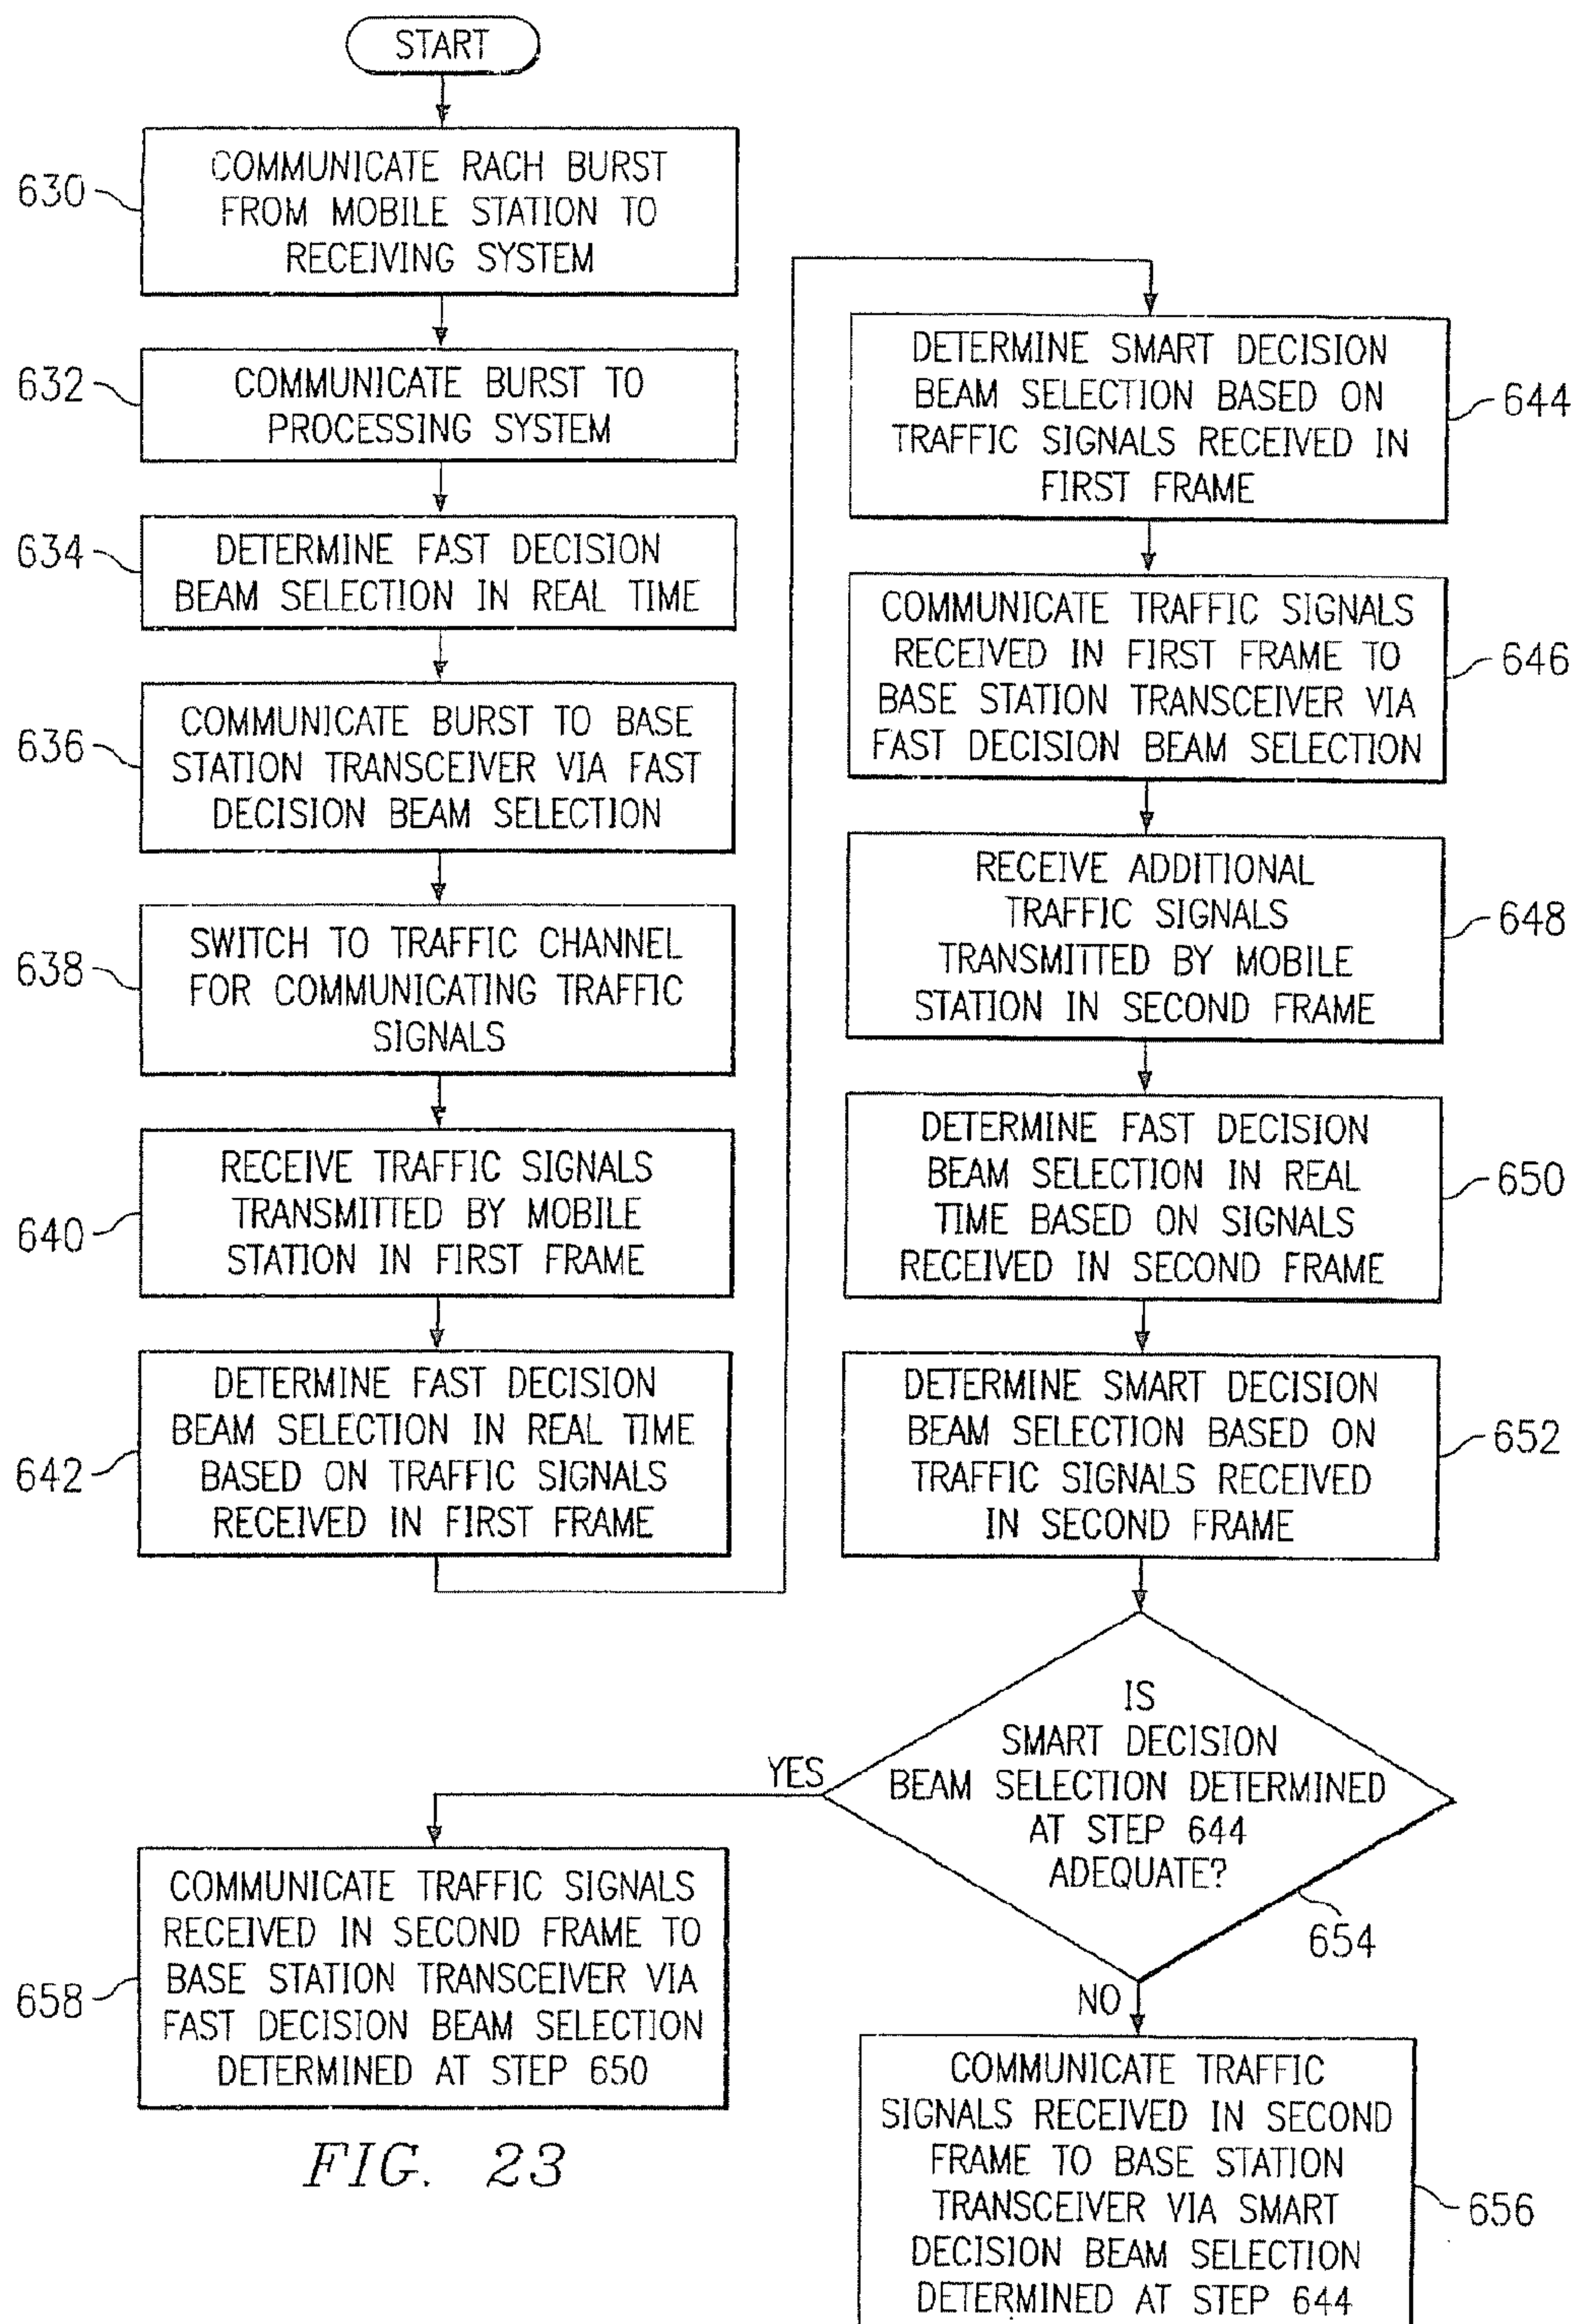 START
630
COMMUNICATE RACH BURST
FROM MOBILE STATION TO
RECEIVING SYSTEM
632
COMMUNICATE BURST TO
PROCESSING SYSTEM
634
DETERMINE FAST DECISION
BEAM SELECTION IN REAL TIME
636
COMMUNICATE BURST TO BASE
STATION TRANSCEIVER VIA FAST
DECISION BEAM SELECTION
638
SWITCH TO TRAFFIC CHANNEL
FOR COMMUNICATING TRAFFIC
SIGNALS
640
RECEIVE TRAFFIC SIGNALS
TRANSMITTED BY MOBILE
STATION IN FIRST FRAME
642
DETERMINE FAST DECISION
BEAM SELECTION IN REAL TIME
BASED ON TRAFFIC SIGNALS
RECEIVED IN FIRST FRAME
DETERMINE SMART DECISION
BEAM SELECTION BASED ON
TRAFFIC SIGNALS RECEIVED IN
FIRST FRAME
644
COMMUNICATE TRAFFIC SIGNALS
RECEIVED IN FIRST FRAME TO
BASE STATION TRANSCEIVER VIA
FAST DECISION BEAM SELECTION
646
RECEIVE ADDITIONAL
TRAFFIC SIGNALS
TRANSMITTED BY MOBILE
STATION IN SECOND FRAME
648
DETERMINE FAST DECISION
BEAM SELECTION IN REAL
TIME BASED ON SIGNALS
RECEIVED IN SECOND FRAME
650
DETERMINE SMART DECISION
BEAM SELECTION BASED ON
TRAFFIC SIGNALS RECEIVED
IN SECOND FRAME
652
IS
SMART DECISION
BEAM SELECTION DETERMINED
AT STEP 644
ADEQUATE?
654
YES
NO
658
COMMUNICATE TRAFFIC SIGNALS
RECEIVED IN SECOND FRAME TO
BASE STATION TRANSCEIVER VIA
FAST DECISION BEAM SELECTION
DETERMINED AT STEP 650
COMMUNICATE TRAFFIC
SIGNALS RECEIVED IN SECOND
FRAME TO BASE STATION
TRANSCEIVER VIA SMART
DECISION BEAM SELECTION
DETERMINED AT STEP 644
656
FIG. 23